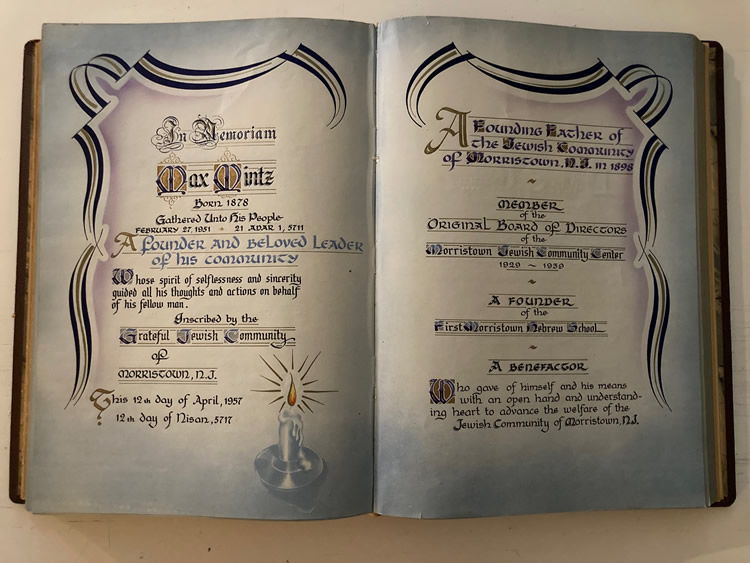 In Memoriam
Max Mintz
Born 1878
Gathered Unto His People
February 27, 1951 + 21 Adar 1, 5711
A founder and beloved leader
of his community
Whose spirit of selflessness and sincerity
guided all his thoughts and actions on behalf
of his fellow man.
Inscribed by the
Grateful Jewish Community
of
Morristown, N.J.
This 12th day of April, 1957
12th day of Nisan, 5717
A Founding Father of
the Jewish Community
of Morristown, N.J. in 1898
~
Member
of the
Original Board of Directors
of the
Morristown Jewish Community Center
1929 ~ 1939
~
A Founder
of the
First Morristown Hebrew School
~
A Benefactor
Who gave of himself and his means
with an open hand and understand-
ing heart to advance the welfare of the
Jewish Community of Morristown, N.J.